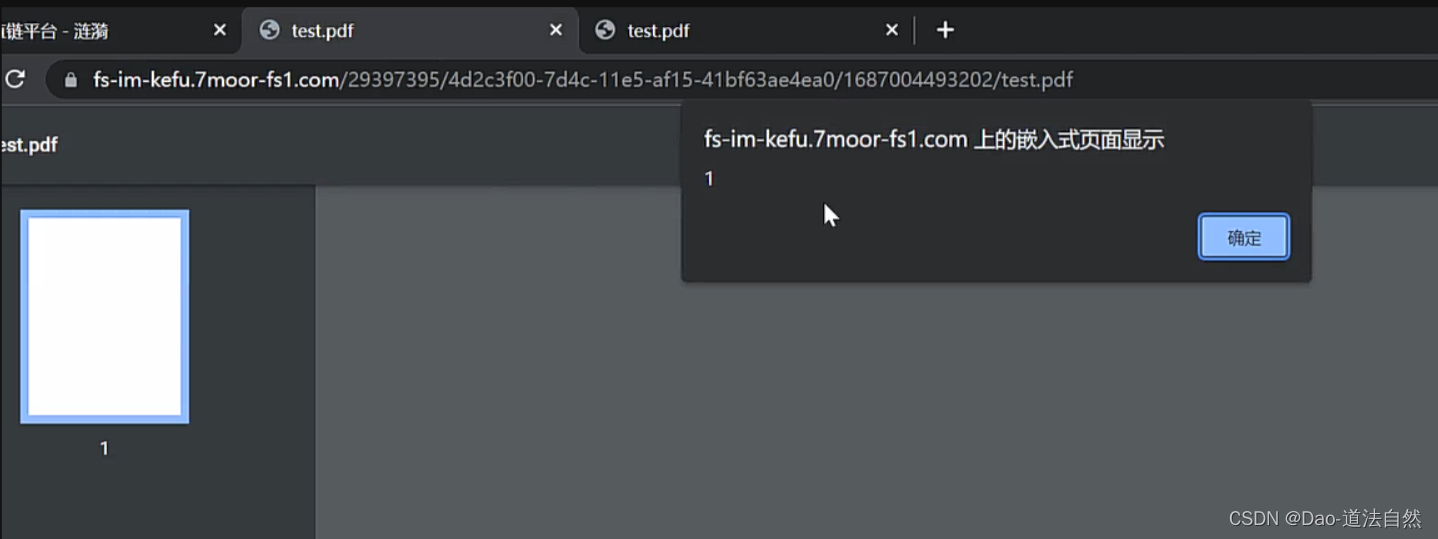 链平台 - 涟漪
test.pdf
test.pdf
fs-im-kefu.7moor-fs1.com/29397395/4d2c3f00-7d4c-11e5-af15-41bf63ae4ea0/1687004493202/test.pdf
est.pdf
fs-im-kefu.7moor-fs1.com 上的嵌入式页面显示
1
确定
1
CSDN @Dao-道法自然